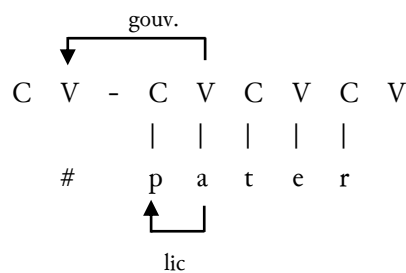 gouv.
C V - C V C V C V
| | | | |
# p a t e r
lic